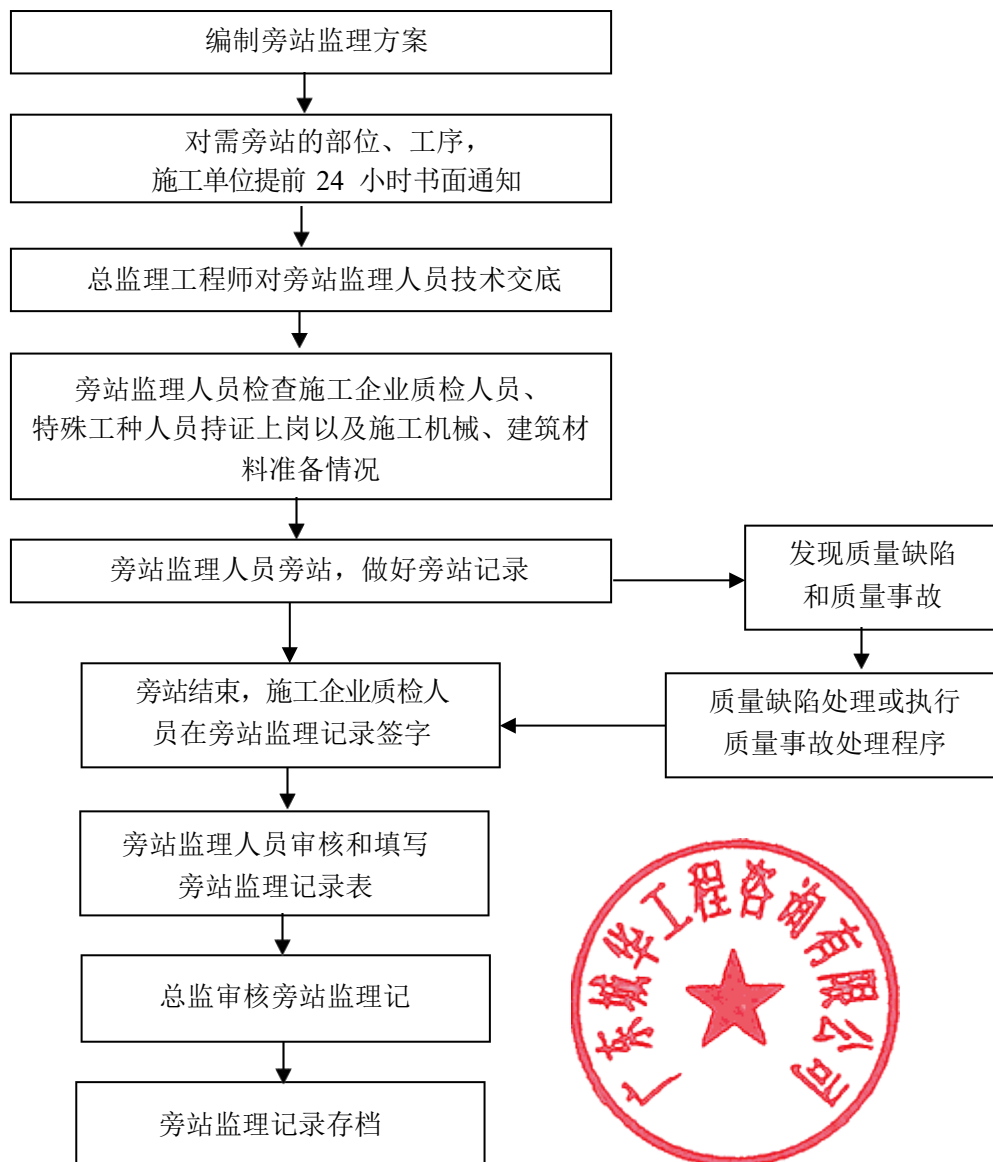 编制旁站监理方案
对需旁站的部位、工序，
施工单位提前 24 小时书面通知
总监理工程师对旁站监理人员技术交底
旁站监理人员检查施工企业质检人员、
特殊工种人员持证上岗以及施工机械、建筑材
料准备情况
旁站监理人员旁站，做好旁站记录
发现质量缺陷
和质量事故
旁站结束，施工企业质检人
员在旁站监理记录签字
质量缺陷处理或执行
质量事故处理程序
旁站监理人员审核和填写
旁站监理记录表
总监审核旁站监理记
旁站监理记录存档
广东城华工程咨询有限公司